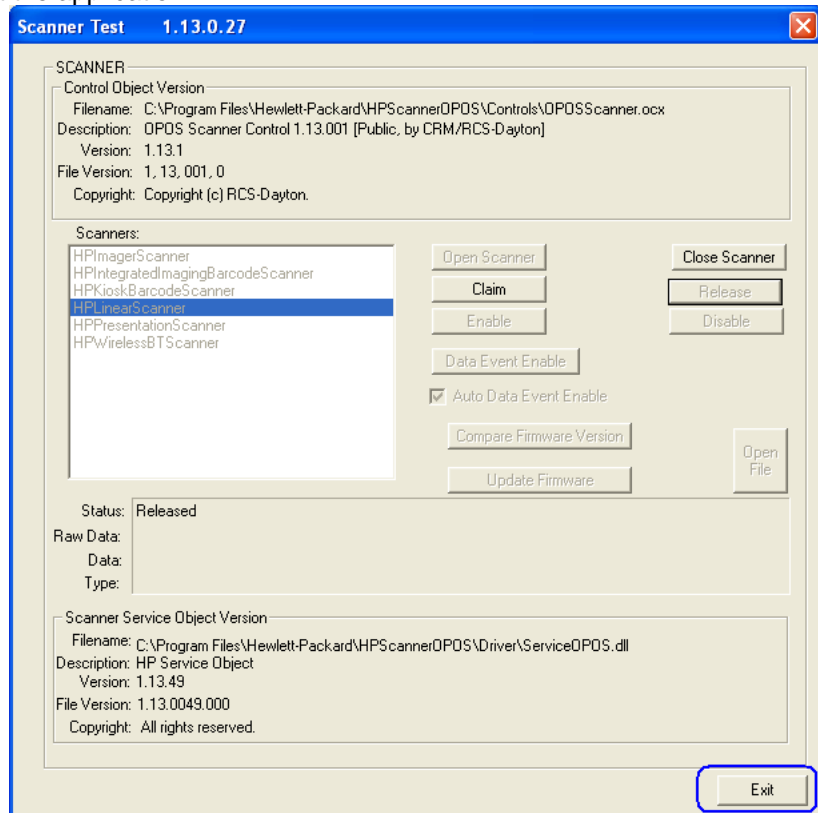 Scanner Test 1.13.0.27
SCANNER
Control Object Version
Filename: C:\Program Files\Hewlett-Packard\HPScannerOPOS\Controls\OPOSScanner.ocx
Description: OPOS Scanner Control 1.13.001 [Public, by CRM/RCS-Dayton]
Version: 1.13.1
File Version: 1, 13, 001, 0
Copyright: Copyright (c) RCS-Dayton.
Scanners:
HPImagerScanner
HPIntegratedImagingBarcodeScanner
HPKioskBarcodeScanner
HPLinearScanner
HPPresentationScanner
HPWirelessBTScanner
Open Scanner Close Scanner
Claim Release
Enable Disable
Data Event Enable
Auto Data Event Enable
Compare Firmware Version
Update Firmware
Open
File
Status: Released
Raw Data:
Data:
Type:
Scanner Service Object Version
Filename: C:\Program Files\Hewlett-Packard\HPScannerOPOS\Driver\ServiceOPOS.dll
Description: HP Service Object
Version: 1.13.49
File Version: 1.13.0049.000
Copyright: All rights reserved.
Exit